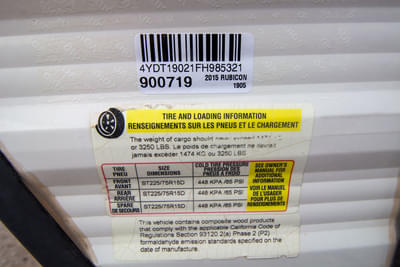 4YDT19021FH985321
900719 2015 RUBICON
1905
TIRE AND LOADING INFORMATION
RENSEIGNEMENTS SUR LES PNEUS ET LE CHARGEMENT
The weight of cargo should never exceed
or 3250 LBS. Le poids de chargement ne devrait
jamais exceder 1474 KG ou 3250 LBS.
TIRE
PNEU
SIZE
DIMENSIONS
COLD TIRE PRESSURE
PRESSION DES
PNEUS A FROID
SEE OWNER'S
MANUAL FOR
ADDITIONAL
INFORMATION
VOIR LE MANUEL
DE L'USAGER
POUR PLUS DE
RENSEIGNEMENTS
FRONT
AVANT
ST225/75R15D
448 KPA /65 PSI
REAR
ARRIÈRE
ST225/75R15D
448 KPA /65 PSI
SPARE
DE SECOURS
ST225/75R15D
448 KPA /65 PSI
This vehicle contains composite wood products
that comply with the applicable California Code of
Regulations Section 93120.2(a) Phase 2 (P2)
formaldehyde emission standards specified on the
date of manufacture.